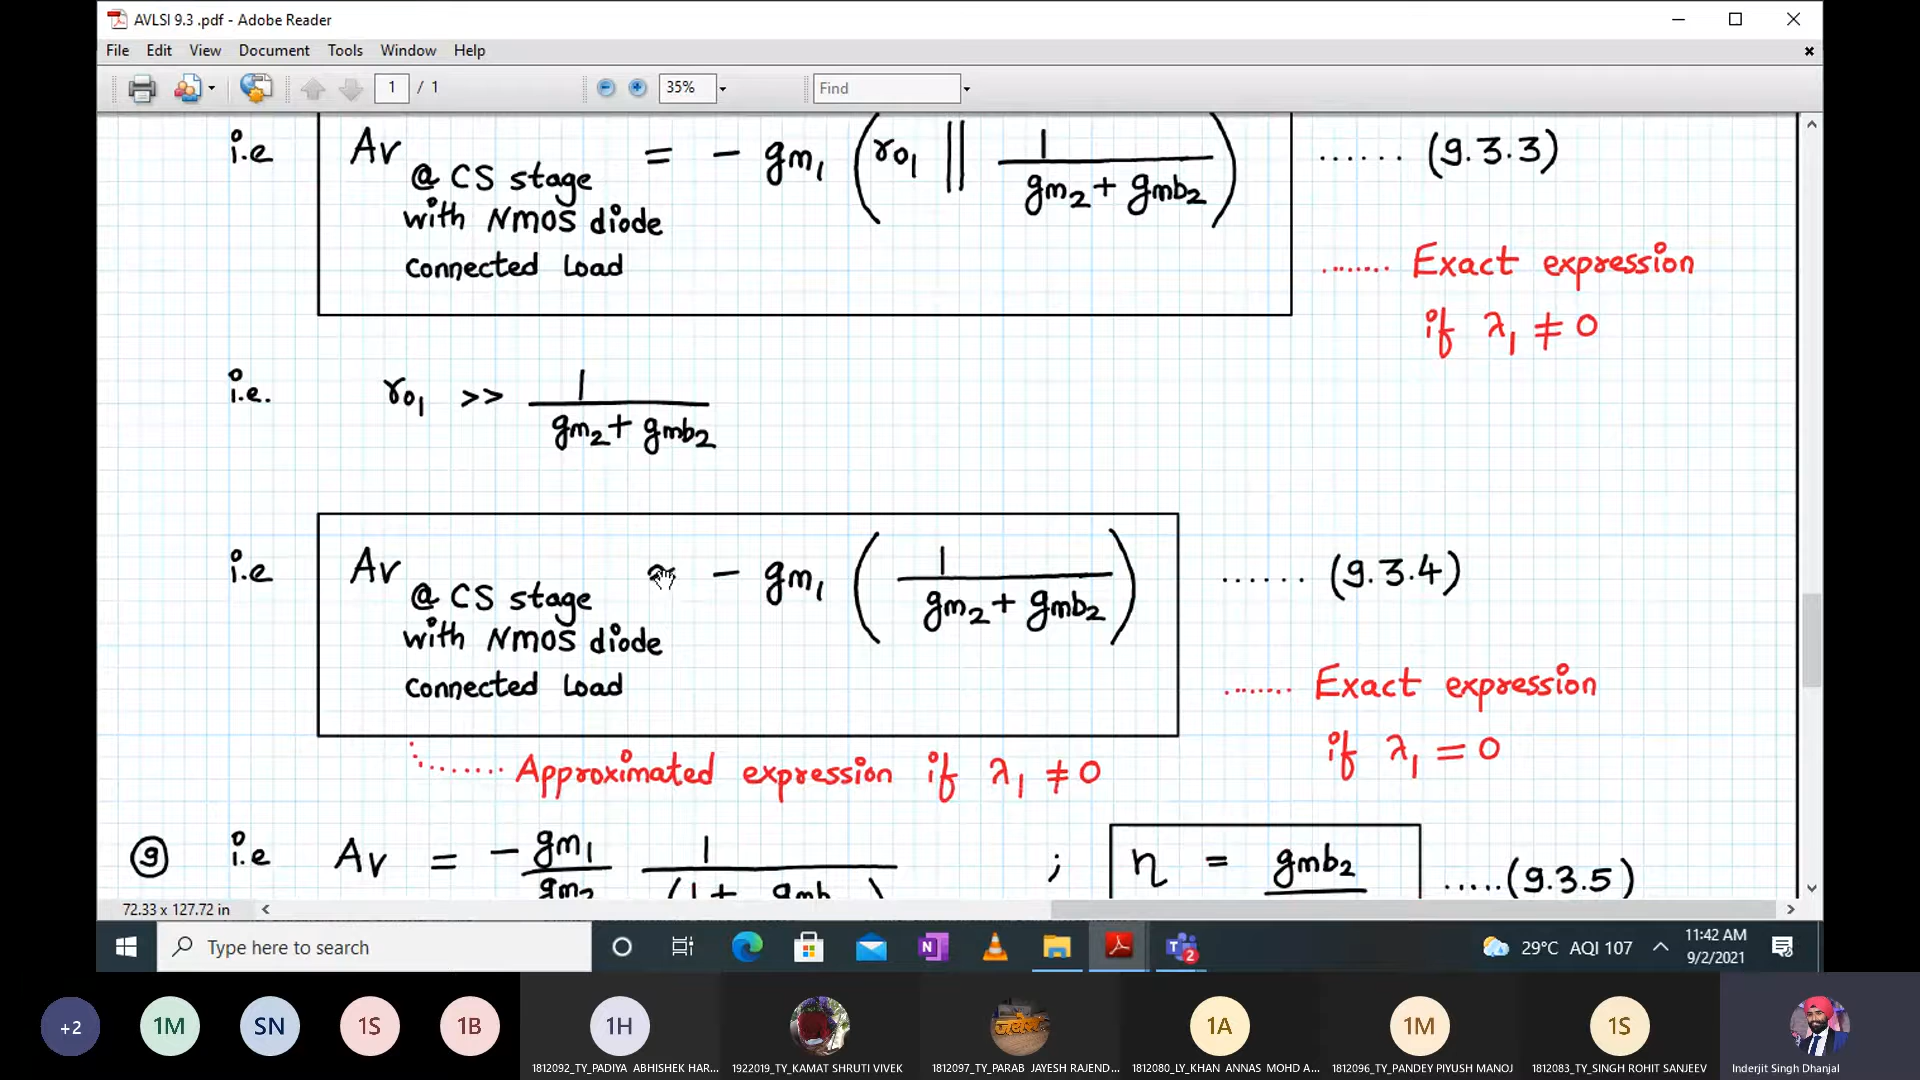 AVLSI 9.3 .pdf - Adobe Reader
File Edit View Document Tools Window Help
1 / 1 35% Find
i.e Av @ CS stage with NMOS diode connected load = - gm1 ( ro1 || 1 / gm2 + gmb2 ) ...... (9.3.3)
....... Exact expression
if λ1 ≠ 0
i.e. ro1 >> 1 / gm2 + gmb2
i.e Av @ CS stage with NMOS diode connected load ≈ - gm1 ( 1 / gm2 + gmb2 ) ...... (9.3.4)
....... Exact expression
if λ1 = 0
....... Approximated expression if λ1 ≠ 0
9 i.e Av = - gm1 / gm2 1 / (1 + gmb ) ; η = gmb2 .....(9.3.5)
72.33 x 127.72 in
Type here to search
29°C AQI 107
11:42 AM
9/2/2021
+2 1M SN 1S 1B 1H 1A 1M 1S
1812092_TY_PADIYA ABHISHEK HAR... 1922019_TY_KAMAT SHRUTI VIVEK 1812097_TY_PARAB JAYESH RAJEND... 1812080_LY_KHAN ANNAS MOHD A... 1812096_TY_PANDEY PIYUSH MANOJ 1812083_TY_SINGH ROHIT SANJEEV Inderjit Singh Dhanjal